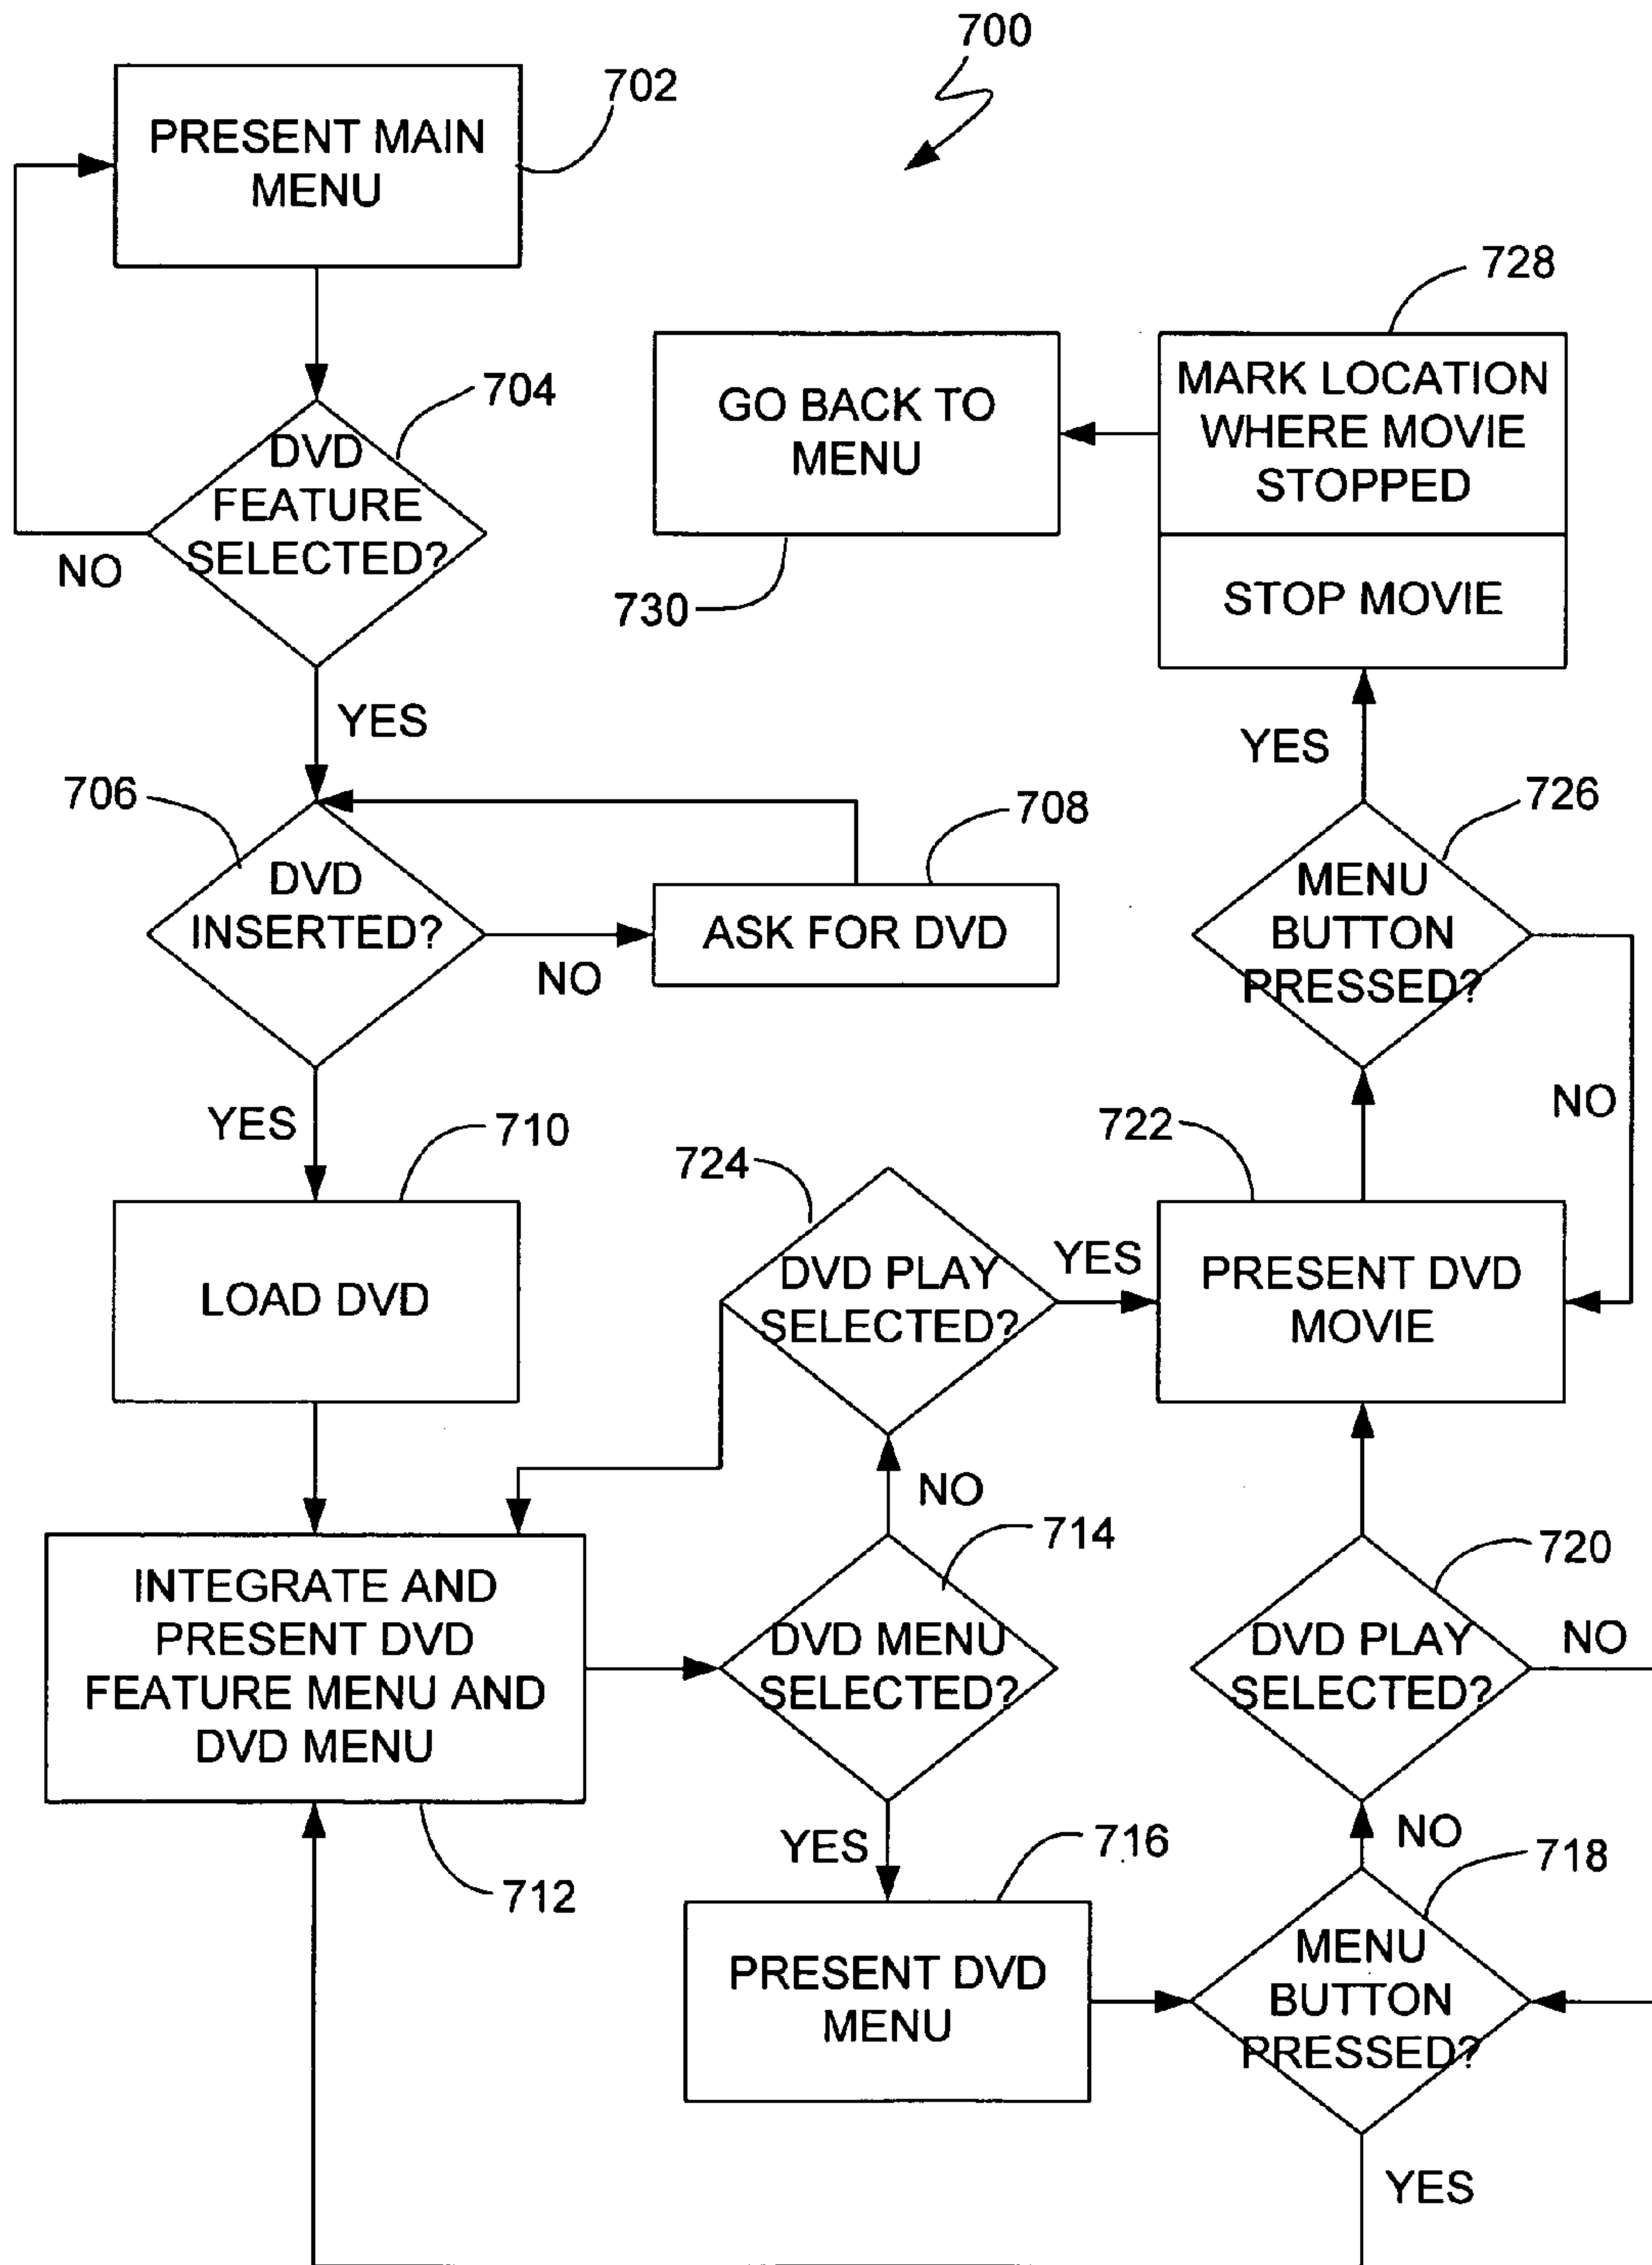 700
702
PRESENT MAIN
MENU
704
DVD
FEATURE
SELECTED?
NO
YES
706
DVD
INSERTED?
NO
708
ASK FOR DVD
YES
710
LOAD DVD
INTEGRATE AND
PRESENT DVD
FEATURE MENU AND
DVD MENU
712
714
DVD MENU
SELECTED?
NO
YES
724
DVD PLAY
SELECTED?
YES
716
PRESENT DVD
MENU
718
MENU
BUTTON
PRESSED?
NO
YES
720
DVD PLAY
SELECTED?
NO
722
PRESENT DVD
MOVIE
726
MENU
BUTTON
PRESSED?
NO
YES
728
MARK LOCATION
WHERE MOVIE
STOPPED
STOP MOVIE
GO BACK TO
MENU
730